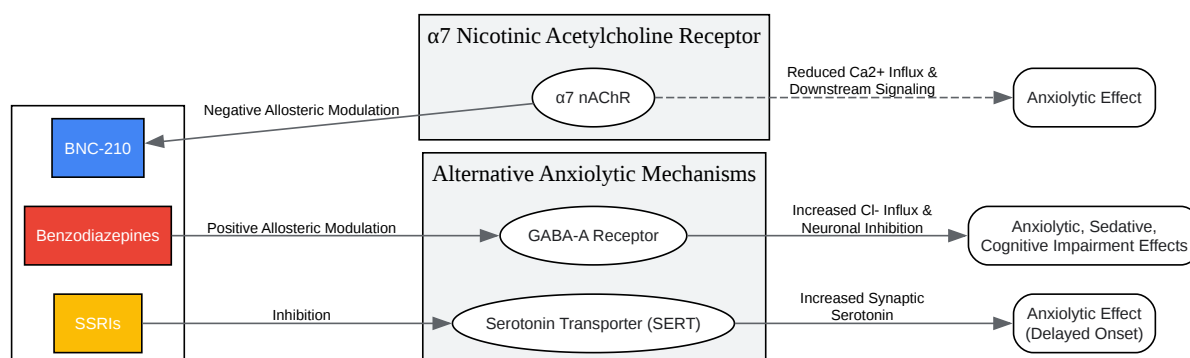 α7 Nicotinic Acetylcholine Receptor
Reduced Ca2+ Influx &
Downstream Signaling
α7 nAChR
Anxiolytic Effect
Negative Allosteric Modulation
BNC-210
Alternative Anxiolytic Mechanisms
Benzodiazepines
Positive Allosteric Modulation
GABA-A Receptor
Increased Cl- Influx &
Neuronal Inhibition
Anxiolytic, Sedative,
Cognitive Impairment Effects
SSRIs
Inhibition
Serotonin Transporter (SERT)
Increased Synaptic
Serotonin
Anxiolytic Effect
(Delayed Onset)